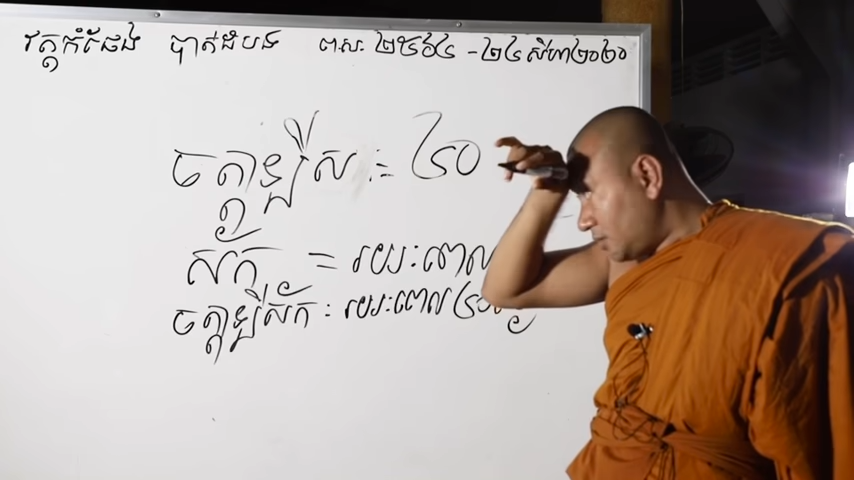 វត្តកំផែង បាត់ដំបង ព.ស. ២៥៦៤ - ២៤ សីហា ២០២០
ចត្តាឡីស = ៤០
ស័ក = រយៈពេល
ចត្តាឡីស័ក : រយៈពេល ៤០